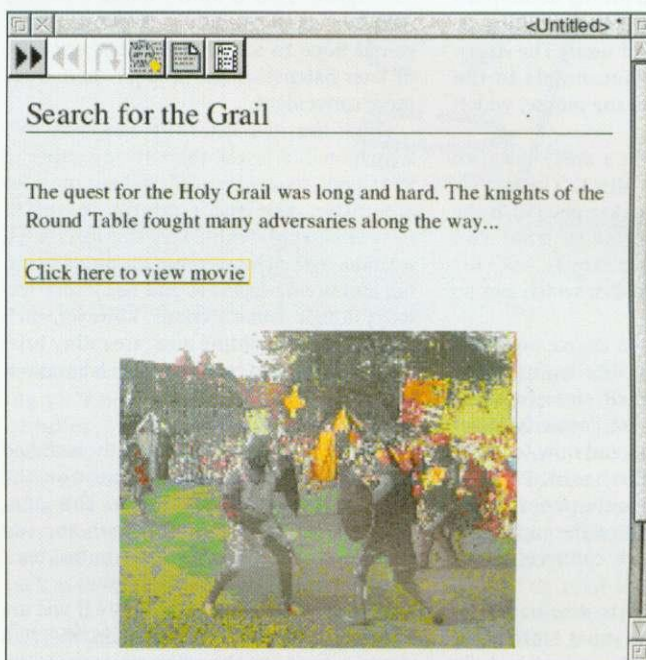 <Untitled> *
Search for the Grail
The quest for the Holy Grail was long and hard. The knights of the
Round Table fought many adversaries along the way...
Click here to view movie